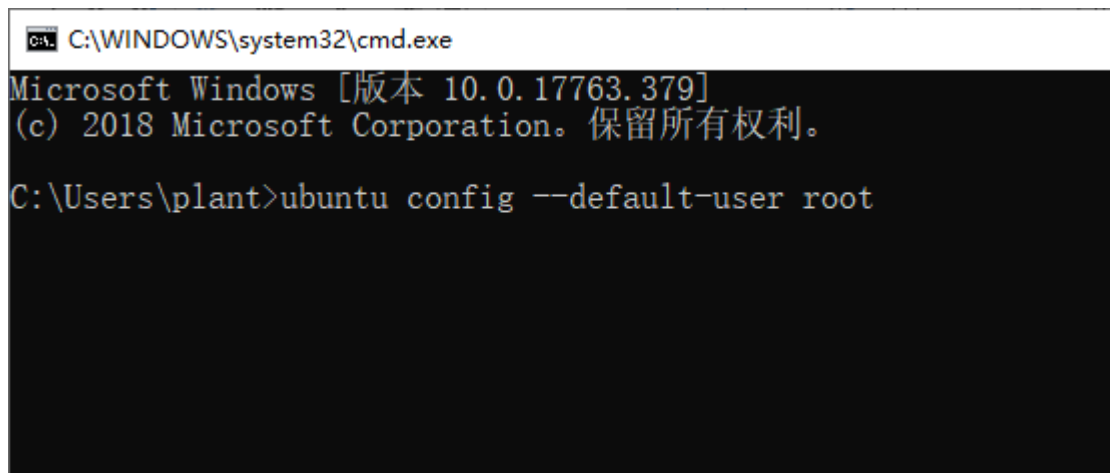 C:\WINDOWS\system32\cmd.exe
Microsoft Windows [版本 10.0.17763.379]
(c) 2018 Microsoft Corporation。保留所有权利。
C:\Users\plant>ubuntu config --default-user root